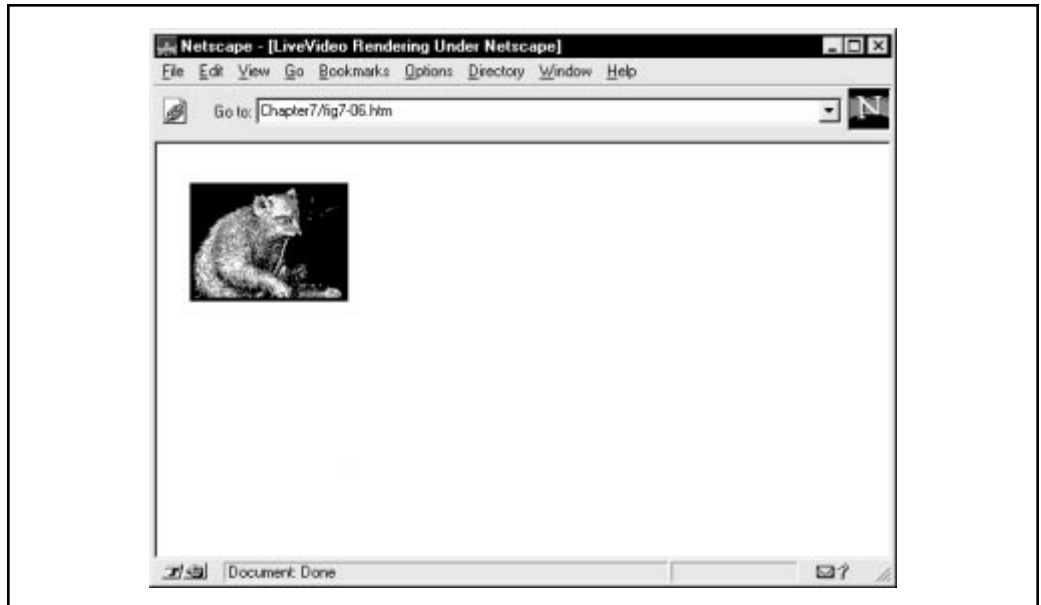 Netscape - [LiveVideo Rendering Under Netscape]
File Edit View Go Bookmarks Options Directory Window Help
Go to: Chapter7/fig7-06.htm
N
Document: Done
?